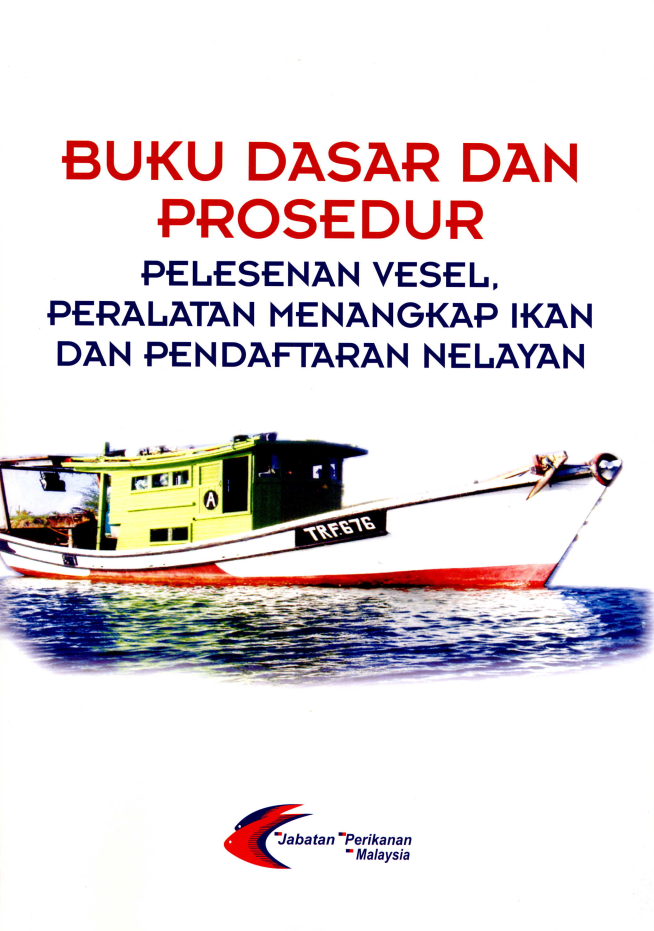 BUKU DASAR DAN
PROSEDUR
PELESENAN VESEL,
PERALATAN MENANGKAP IKAN
DAN PENDAFTARAN NELAYAN
A
TRF.676
Jabatan Perikanan
Malaysia